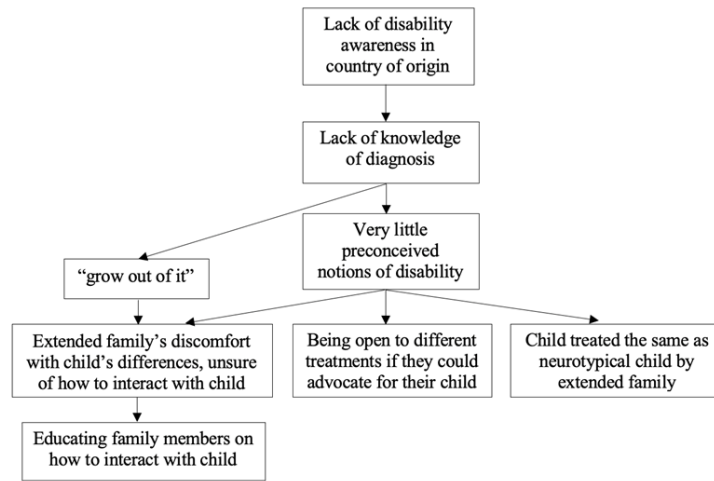 Lack of disability
awareness in
country of origin
Lack of knowledge
of diagnosis
Very little
preconceived
notions of disability
“grow out of it”
Extended family’s discomfort
with child’s differences, unsure
of how to interact with child
Being open to different
treatments if they could
advocate for their child
Child treated the same as
neurotypical child by
extended family
Educating family members on
how to interact with child